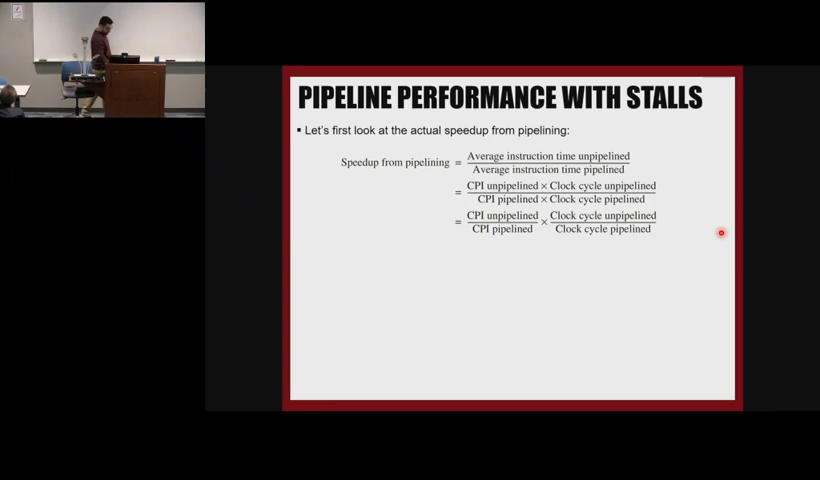 PIPELINE PERFORMANCE WITH STALLS
▪ Let's first look at the actual speedup from pipelining:
Speedup from pipelining = Average instruction time unpipelined / Average instruction time pipelined
= CPI unpipelined × Clock cycle unpipelined / CPI pipelined × Clock cycle pipelined
= CPI unpipelined / CPI pipelined × Clock cycle unpipelined / Clock cycle pipelined